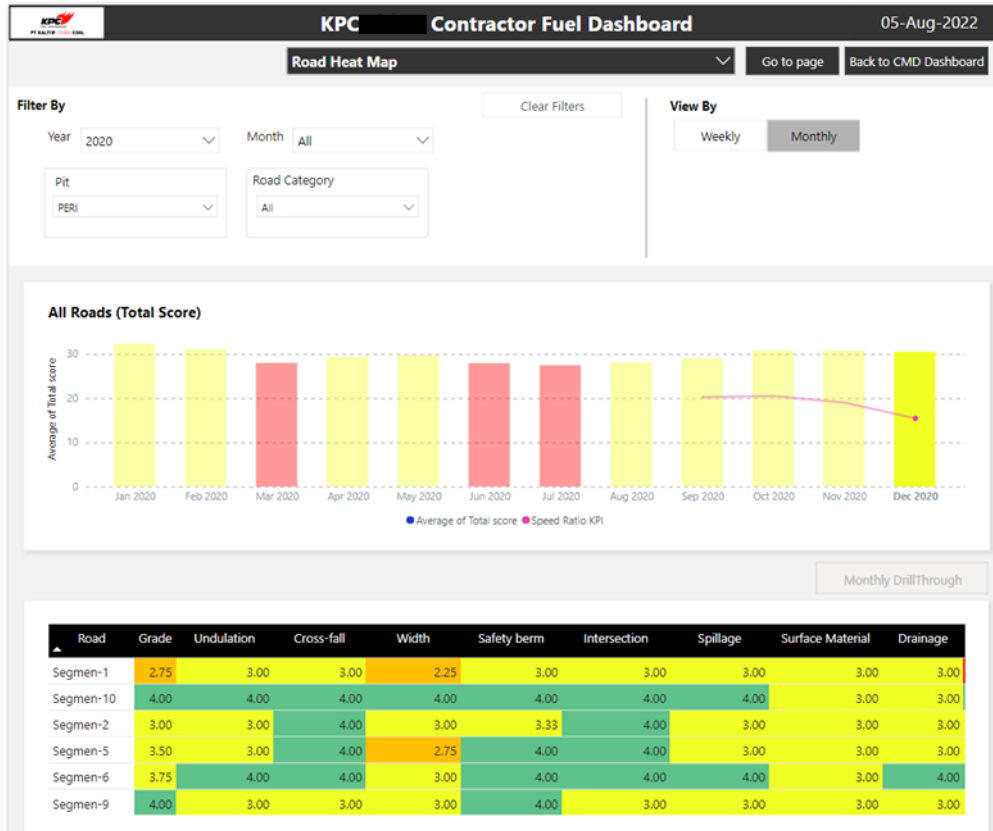 KPC Contractor Fuel Dashboard 05-Aug-2022
KPC
PT KALTIM PRIMA COAL
Road Heat Map Go to page Back to CMD Dashboard
Filter By Clear Filters View By
Year 2020 Month All Weekly Monthly
Pit Road Category
PERI All
All Roads (Total Score)
Average of Total score
30
20
10
0
Jan 2020 Feb 2020 Mar 2020 Apr 2020 May 2020 Jun 2020 Jul 2020 Aug 2020 Sep 2020 Oct 2020 Nov 2020 Dec 2020
Average of Total score Speed Ratio KPI
Monthly DrillThrough
Road Grade Undulation Cross-fall Width Safety berm Intersection Spillage Surface Material Drainage
Segmen-1 2.75 3.00 3.00 2.25 3.00 3.00 3.00 3.00 3.00
Segmen-10 4.00 4.00 4.00 4.00 4.00 4.00 4.00 3.00 3.00
Segmen-2 3.00 3.00 4.00 3.00 3.33 4.00 3.00 3.00 3.00
Segmen-5 3.50 3.00 4.00 2.75 4.00 4.00 3.00 3.00 3.00
Segmen-6 3.75 4.00 4.00 3.00 4.00 4.00 4.00 3.00 4.00
Segmen-9 4.00 3.00 3.00 3.00 4.00 3.00 3.00 3.00 3.00